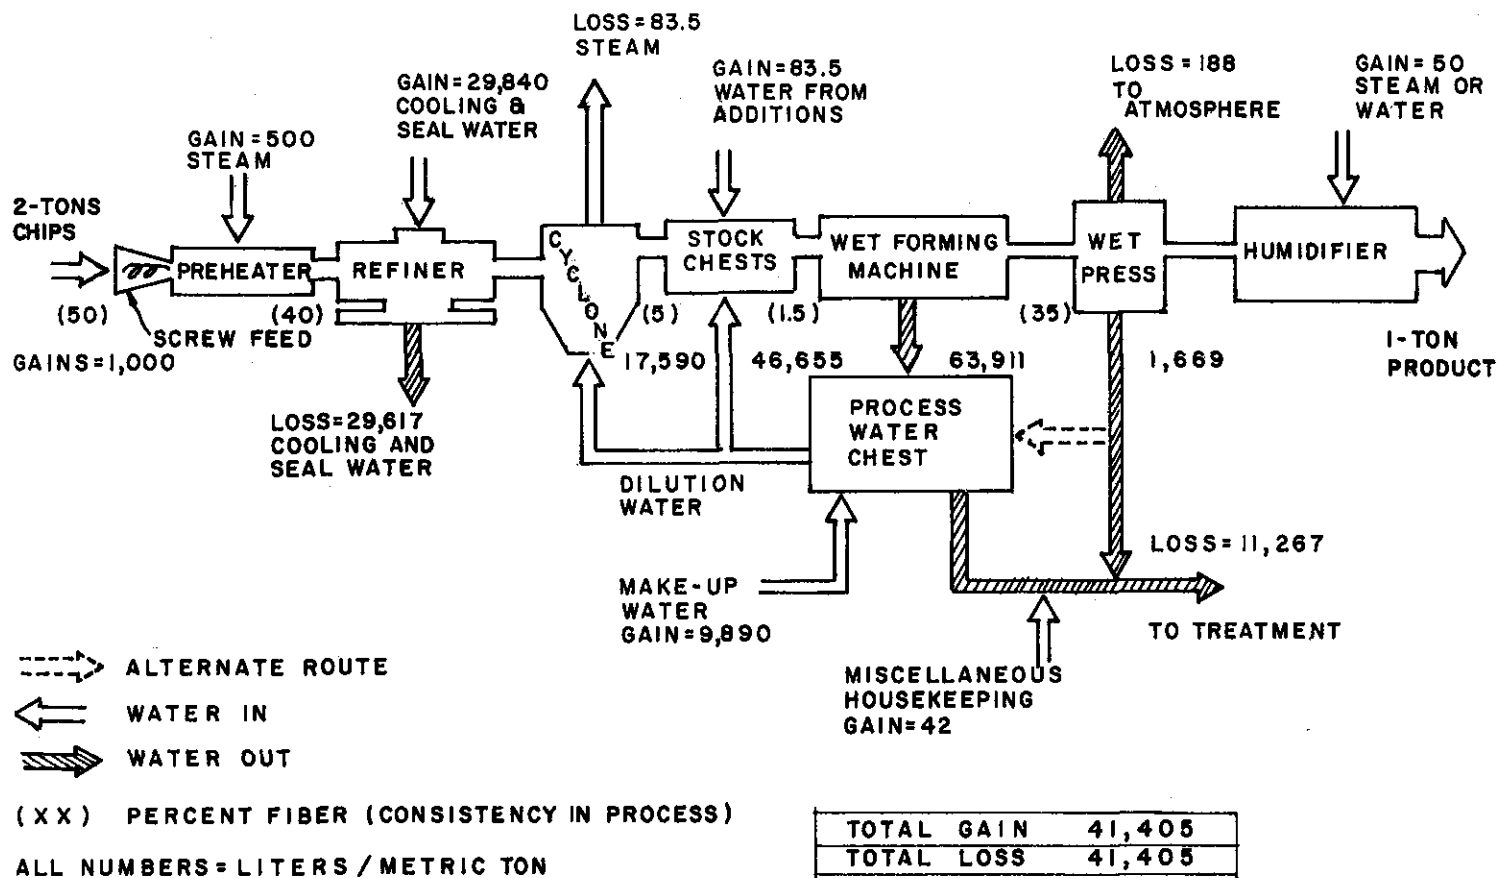 LOSS=83.5
STEAM
GAIN=29,840
COOLING &
SEAL WATER
GAIN=83.5
WATER FROM
ADDITIONS
LOSS=188
TO
ATMOSPHERE
GAIN=50
STEAM OR
WATER
GAIN=500
STEAM
2-TONS
CHIPS
PREHEATER
REFINER
CYCLONE
STOCK
CHESTS
WET FORMING
MACHINE
WET
PRESS
HUMIDIFIER
(50)
(40)
(5)
(1.5)
(35)
SCREW FEED
GAINS=1,000
17,590
46,655
63,911
1,669
1-TON
PRODUCT
LOSS=29,617
COOLING AND
SEAL WATER
PROCESS
WATER
CHEST
DILUTION
WATER
LOSS=11,267
MAKE-UP
WATER
GAIN=9,890
TO TREATMENT
MISCELLANEOUS
HOUSEKEEPING
GAIN=42
ALTERNATE ROUTE
WATER IN
WATER OUT
(XX) PERCENT FIBER (CONSISTENCY IN PROCESS)
ALL NUMBERS=LITERS/METRIC TON
TOTAL GAIN 41,405
TOTAL LOSS 41,405